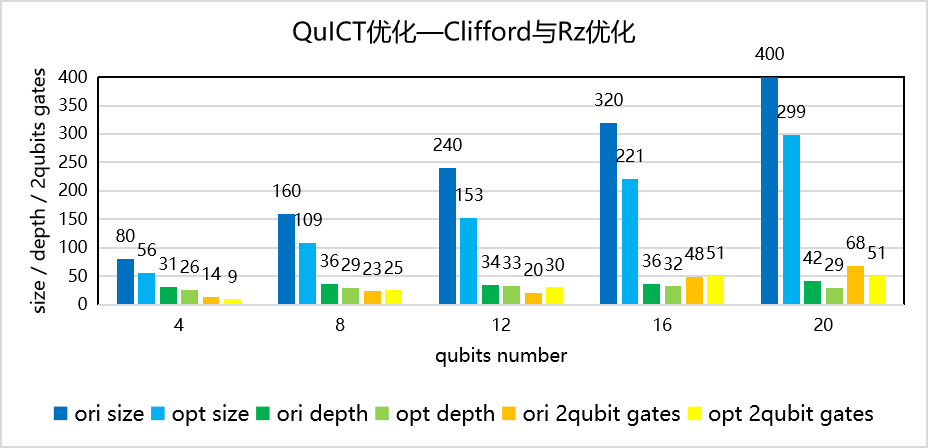 QuICT优化—Clifford与Rz优化
size / depth / 2qubits gates
400
350
300
250
200
150
100
50
0
80 56 31 26 14 9
160 109 36 29 23 25
240 153 34 33 20 30
320 221 36 32 48 51
400 299 42 29 68 51
4 8 12 16 20
qubits number
ori size opt size ori depth opt depth ori 2qubit gates opt 2qubit gates